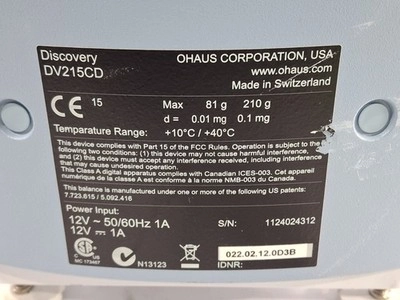 Discovery
DV215CD
OHAUS CORPORATION, USA
www.ohaus.com
Made in Switzerland
CE 15
Max 81 g 210 g
d = 0.01 mg 0.1 mg
Temperature Range: +10°C / +40°C
This device complies with Part 15 of the FCC Rules. Operation is subject to the
following two conditions: (1) this device may not cause harmful interference,
and (2) this device must accept any interference received, including
interference that may cause undesired operation.
This Class A digital apparatus complies with Canadian ICES-003. Cet appareil
numérique de la classe A est conforme à la norme NMB-003 du Canada.
This balance is manufactured under one or more of the following US patents:
7.723.615 / 5.092.416
Power Input:
12V ~ 50/60Hz 1A
12V ⎓ 1A
S/N: 1124024312
N13123
022.02.12.0D3B
IDNR: